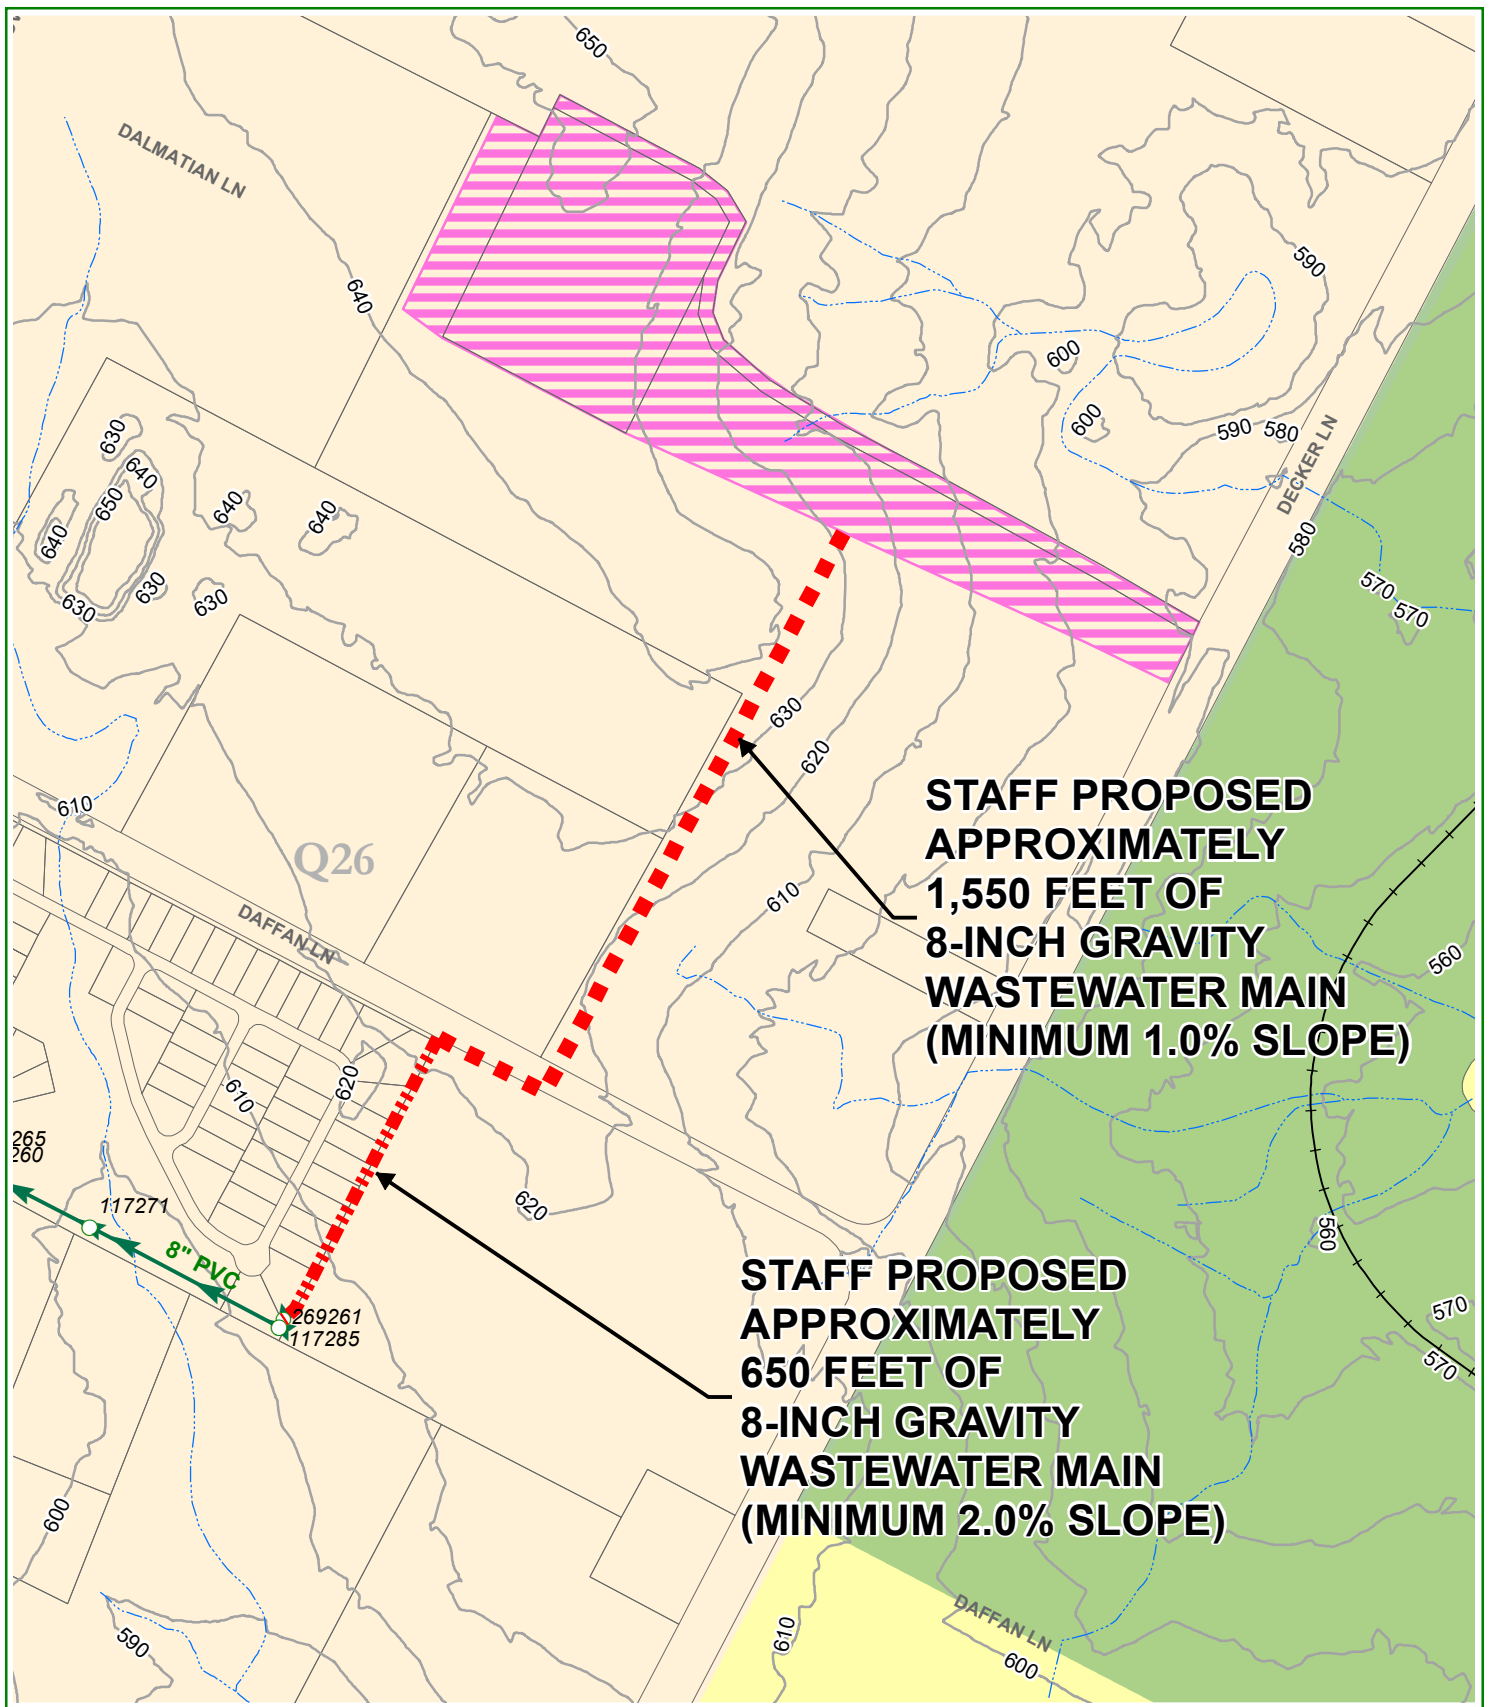 650
DALMATIAN LN
640
590
600
600
590
580
DECKER LN
580
630
640
650
640
640
640
630
630
630
570
570
630
620
610
Q26
DAFFAN LN
610
STAFF PROPOSED
APPROXIMATELY
1,550 FEET OF
8-INCH GRAVITY
WASTEWATER MAIN
(MINIMUM 1.0% SLOPE)
560
620
610
265
260
117271
8" PVC
620
560
269261
117285
STAFF PROPOSED
APPROXIMATELY
650 FEET OF
8-INCH GRAVITY
WASTEWATER MAIN
(MINIMUM 2.0% SLOPE)
570
570
600
590
610
DAFFAN LN
600